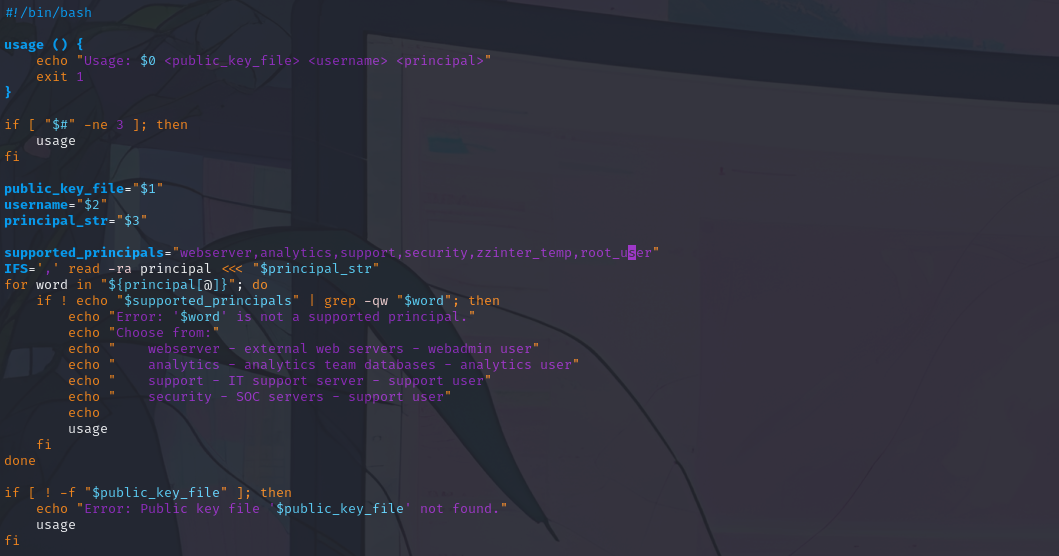 #!/bin/bash
usage () {
    echo "Usage: $0 <public_key_file> <username> <principal>"
    exit 1
}
if [ "$#" -ne 3 ]; then
    usage
fi
public_key_file="$1"
username="$2"
principal_str="$3"
supported_principals="webserver,analytics,support,security,zzinter_temp,root_user"
IFS=',' read -ra principal <<< "$principal_str"
for word in "${principal[@]}"; do
    if ! echo "$supported_principals" | grep -qw "$word"; then
        echo "Error: '$word' is not a supported principal."
        echo "Choose from:"
        echo "    webserver - external web servers - webadmin user"
        echo "    analytics - analytics team databases - analytics user"
        echo "    support - IT support server - support user"
        echo "    security - SOC servers - support user"
        echo
        usage
    fi
done
if [ ! -f "$public_key_file" ]; then
    echo "Error: Public key file '$public_key_file' not found."
    usage
fi